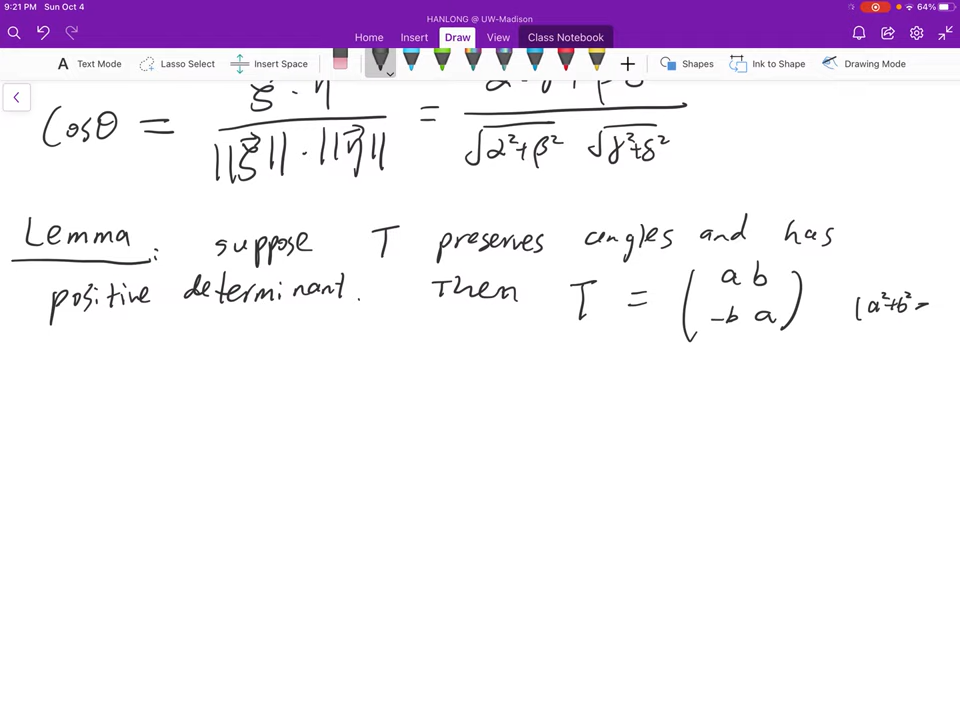 9:21 PM Sun Oct 4
64%
HANLONG @ UW-Madison
Home Insert Draw View Class Notebook
Text Mode Lasso Select Insert Space Shapes Ink to Shape Drawing Mode
Cosθ = ξ · η / ||ξ|| · ||η|| = α · γ + β δ / √α²+β² √γ²+δ²
Lemma: suppose T preserves angles and has
positive determinant. Then T = ( a b
-b a ) (a²+b² =